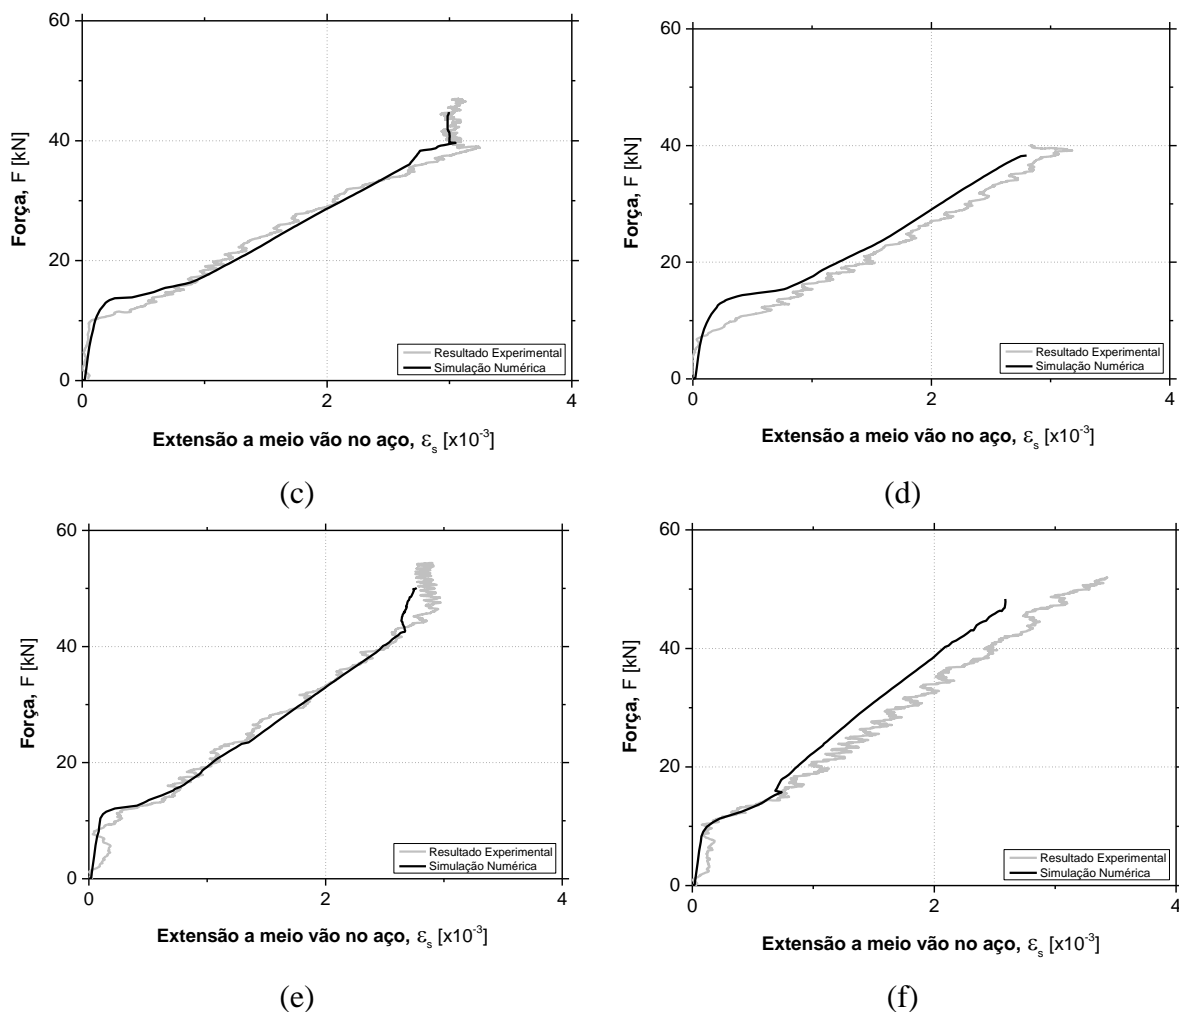 60
40
20
0
Força, F [kN]
0
2
4
Resultado Experimental
Simulação Numérica
Extensão a meio vão no aço, εs [x10-3]
(c)
60
40
20
0
Força, F [kN]
0
2
4
Resultado Experimental
Simulação Numérica
Extensão a meio vão no aço, εs [x10-3]
(d)
60
40
20
0
Força, F [kN]
0
2
4
Resultado Experimental
Simulação Numérica
Extensão a meio vão no aço, εs [x10-3]
(e)
60
40
20
0
Força, F [kN]
0
2
4
Resultado Experimental
Simulação Numérica
Extensão a meio vão no aço, εs [x10-3]
(f)